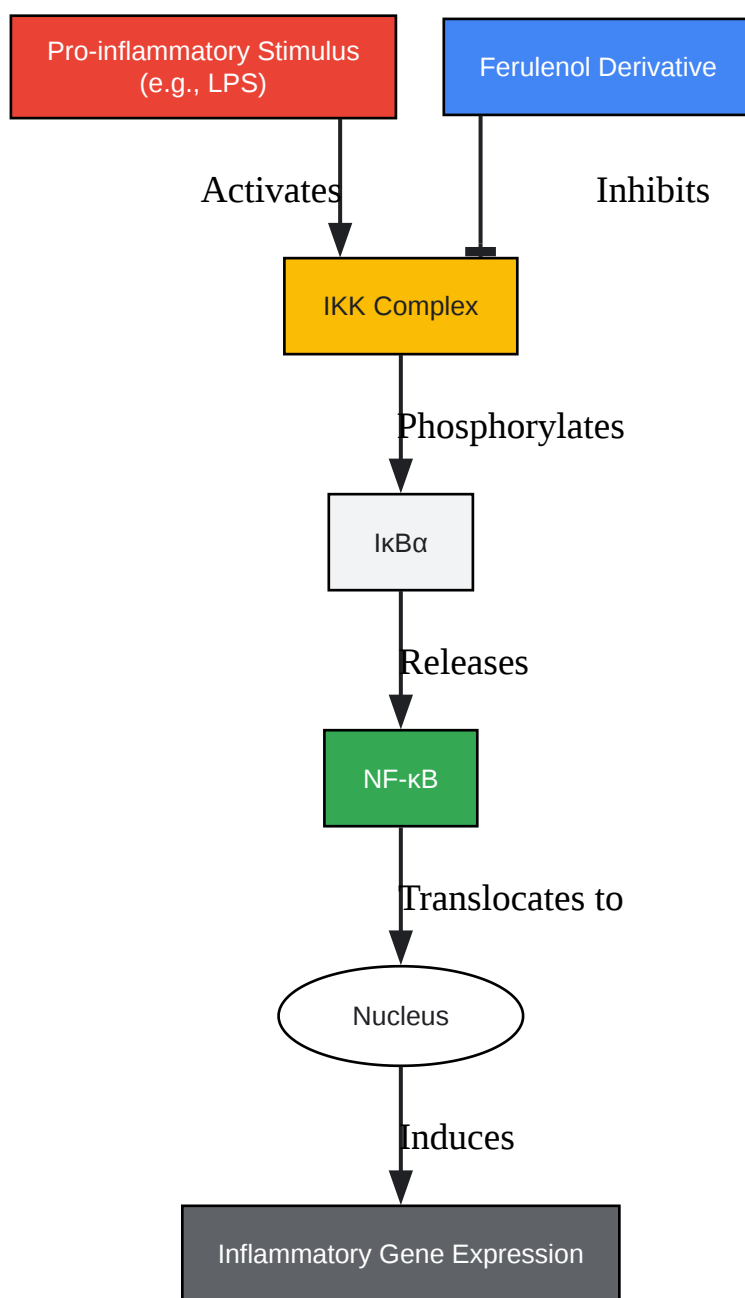 Pro-inflammatory Stimulus
(e.g., LPS)
Ferulenol Derivative
Activates
Inhibits
IKK Complex
Phosphorylates
IκBα
Releases
NF-κB
Translocates to
Nucleus
Induces
Inflammatory Gene Expression